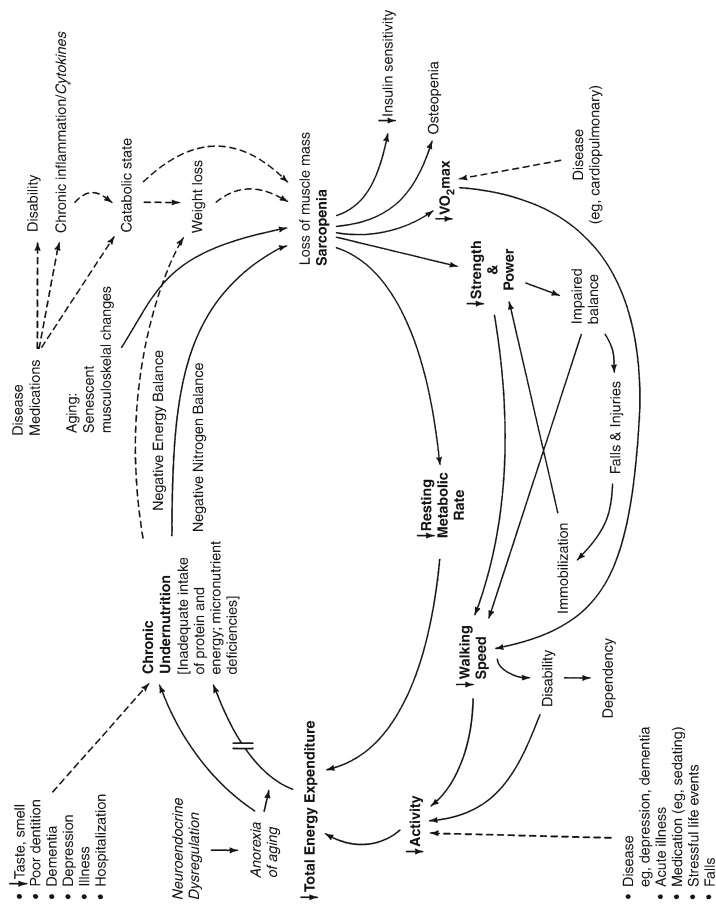 Disease
Medications
Disability
Chronic inflammation/Cytokines
Catabolic state
Weight loss
Aging:
Senescent
musculoskelal changes
Negative Energy Balance
Negative Nitrogen Balance
Loss of muscle mass
Sarcopenia
↓Insulin sensitivity
Osteopenia
↓VO2max
Disease
(eg, cardiopulmonary)
↓Strength
&
Power
Impaired
balance
Falls & Injuries
Immobilization
↓Resting
Metabolic
Rate
↓Walking
Speed
Disability
Dependency
Chronic
Undernutrition
[Inadequate intake
of protein and
energy; micronutrient
deficiencies]
• ↓Taste, smell
• Poor dentition
• Dementia
• Depression
• Illness
• Hospitalization
Neuroendocrine
Dysregulation
Anorexia
of aging
↓Total Energy Expenditure
↓Activity
• Disease
eg, depression, dementia
• Acute illness
• Medication (eg, sedating)
• Stressful life events
• Falls